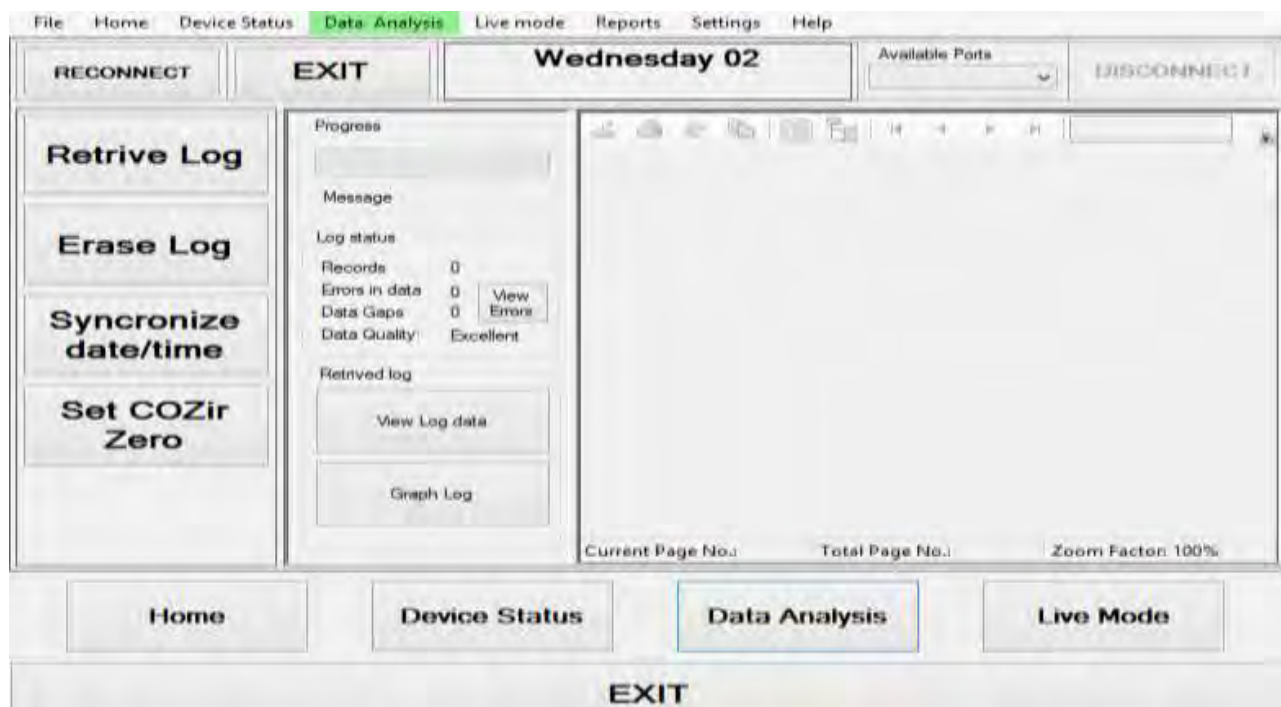 File Home Device Status Data Analysis Live mode Reports Settings Help
RECONNECT EXIT Wednesday 02 Available Ports DISCONNECT
Retrive Log
Erase Log
Syncronize
date/time
Set COZir
Zero
Progress
Message
Log status
Records 0
Errors in data 0
Data Gaps 0
View
Errors
Data Quality Excellent
Retrived log
View Log data
Graph Log
Current Page No.: Total Page No.: Zoom Factor: 100%
Home Device Status Data Analysis Live Mode
EXIT